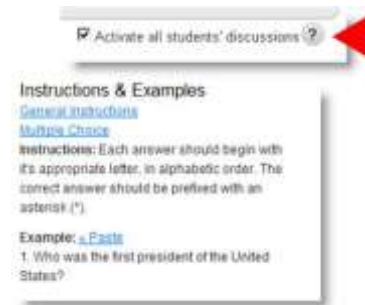 Activate all students' discussions ?
Instructions & Examples
General Instructions
Multiple Choice
Instructions: Each answer should begin with
it's appropriate letter, in alphabetic order. The
correct answer should be prefixed with an
asterisk (*).
Example: « Paste
1. Who was the first president of the United
States?